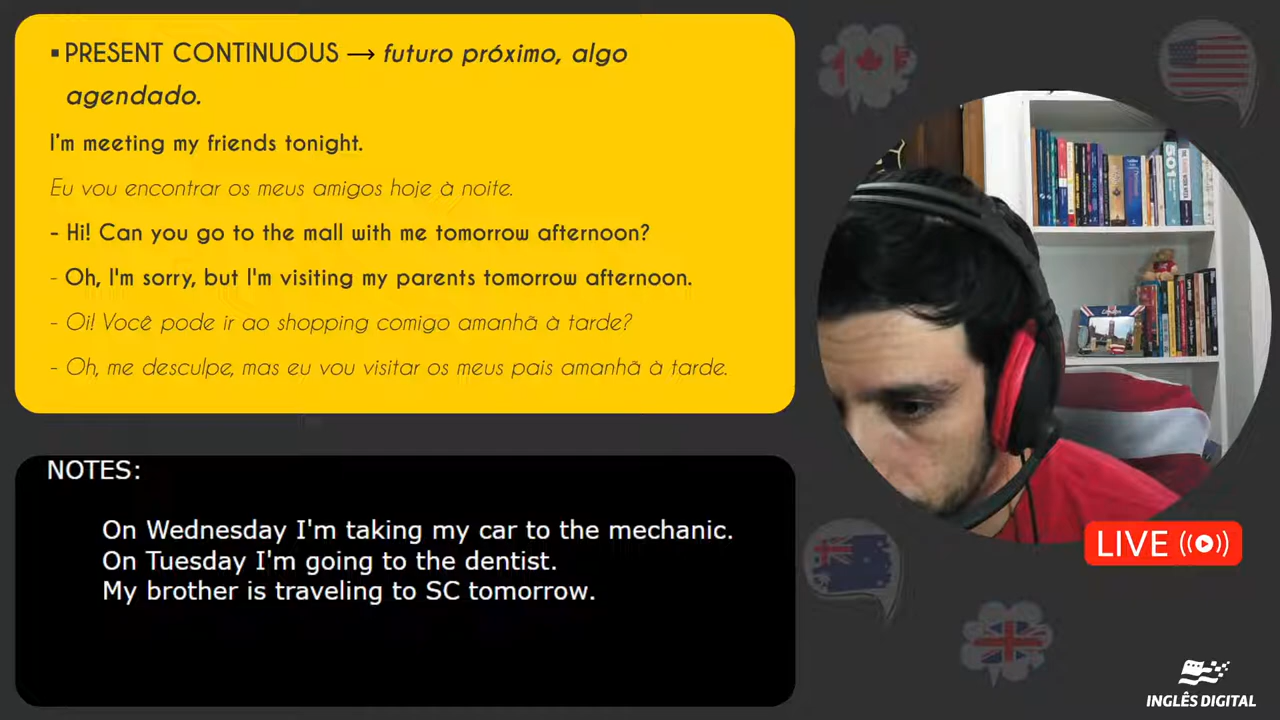 ▪ PRESENT CONTINUOUS → futuro próximo, algo
agendado.
I'm meeting my friends tonight.
Eu vou encontrar os meus amigos hoje à noite.
- Hi! Can you go to the mall with me tomorrow afternoon?
- Oh, I'm sorry, but I'm visiting my parents tomorrow afternoon.
- Oi! Você pode ir ao shopping comigo amanhã à tarde?
- Oh, me desculpe, mas eu vou visitar os meus pais amanhã à tarde.
NOTES:
On Wednesday I'm taking my car to the mechanic.
On Tuesday I'm going to the dentist.
My brother is traveling to SC tomorrow.
501
London
LIVE
INGLÊS DIGITAL